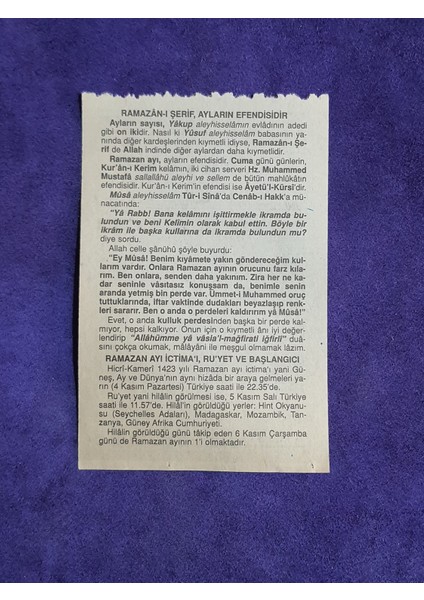 RAMAZÂN-I ŞERİF, AYLARIN EFENDİSİDİR
Ayların sayısı, Yâkup aleyhisselâmın evlâdının adedi
gibi on ikidir. Nasıl ki Yûsuf aleyhisselâm babasının ya-
nında diğer kardeşlerinden kıymetli idiyse, Ramazân-ı Şe-
rif de Allah indinde diğer aylardan daha kıymetlidir.
Ramazan ayı, ayların efendisidir. Cuma günü günlerin,
Kur'ân-ı Kerim kelâmın, iki cihan serveri Hz. Muhammed
Mustafâ sallallâhü aleyhi ve sellem de bütün mahlûkâtın
efendisidir. Kur'ân-ı Kerim'in efendisi ise Âyetü'l-Kürsî'dir.
Mûsâ aleyhisselâm Tûr-i Sînâ'da Cenâb-ı Hakk'a mü-
nacatında:
"Yâ Rabb! Bana kelâmını işittirmekle ikramda bu-
lundun ve beni Kelîmin olarak kabul ettin. Böyle bir
ikrâm ile başka kullarına da ikramda bulundun mu?"
diye sordu.
Allah celle şânühû şöyle buyurdu:
"Ey Mûsâ! Benim kıyâmete yakın göndereceğim kul-
larım vardır. Onlara Ramazan ayının orucunu farz kıla-
rım. Ben onlara, senden daha yakınım. Zira her ne ka-
dar seninle vâsıtasız konuşsam da, benimle senin
aranda yetmiş bin perde var. Ümmet-i Muhammed oruç
tuttuklarında, iftar vaktinde dudakları beyazlaşıp renk-
leri sararır. Ben o anda o perdeleri kaldırırım yâ Mûsâ!"
Evet, o anda kulluk perdesinden başka bir perde kal-
mıyor, hepsi kalkıyor. Onun için o kıymetli ânı iyi değer-
lendirip "Allâhümme yâ vâsia'l-mağfirati iğfirlî" dua-
sını çokça okumak, mâlâyâni ile meşgul olmamak lâzım.
RAMAZAN AYI İCTİMA'I, RU'YET VE BAŞLANGICI
Hicrî-Kamerî 1423 yılı Ramazan ayı ictima'ı yani Gü-
neş, Ay ve Dünya'nın aynı hizâda bir araya gelmeleri ya-
rın (4 Kasım Pazartesi) Türkiye saati ile 22.35'de.
Ru'yet yani hilâlin görülmesi ise, 5 Kasım Salı Türkiye
saati ile 11.57'de. Hilâl'in görüldüğü yerler: Hint Okyanu-
su (Seychelles Adaları), Madagaskar, Mozambik, Tan-
zanya, Güney Afrika Cumhuriyeti.
Hilâlin görüldüğü günü tâkip eden 6 Kasım Çarşamba
günü de Ramazan ayının 1'i olmaktadır.